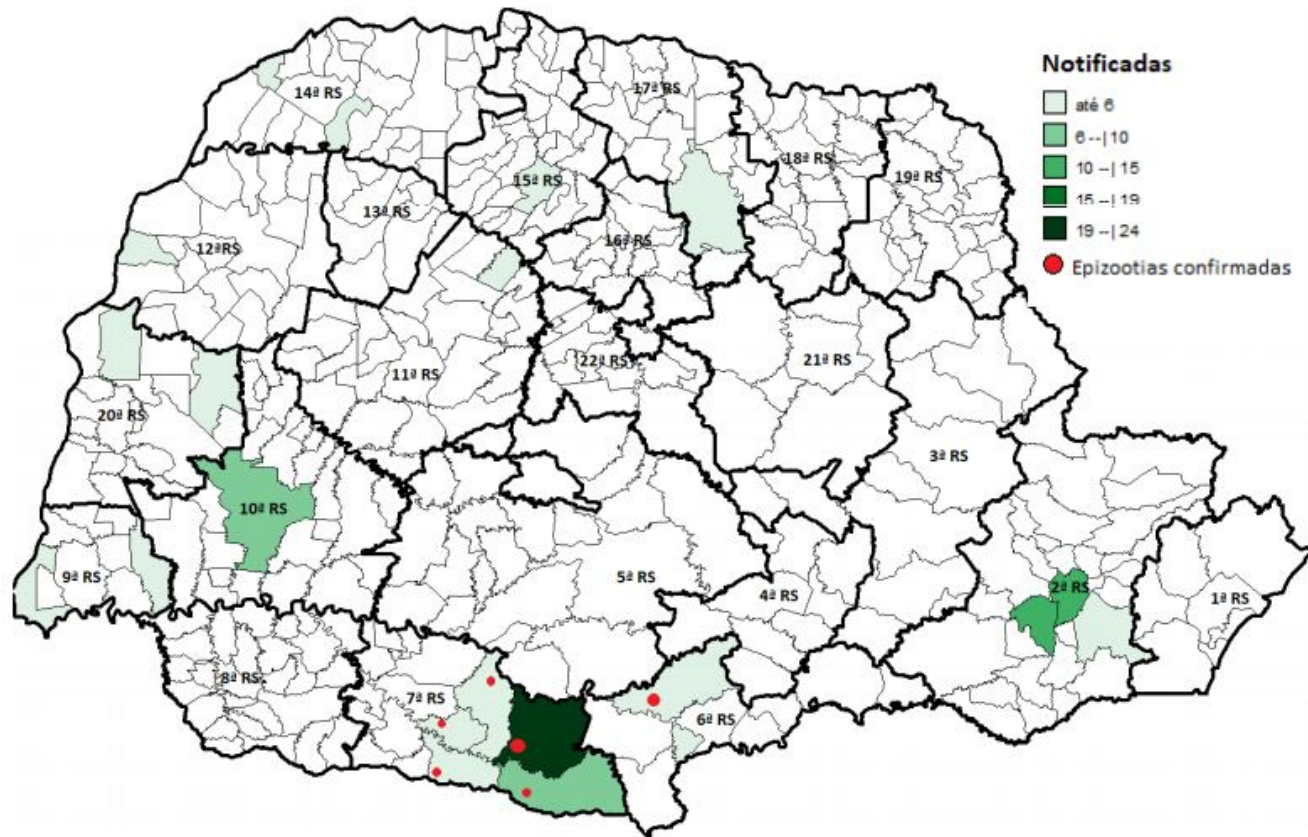 Notificadas
até 6
6 --| 10
10 --| 15
15 --| 19
19 --| 24
Epizootias confirmadas
14ª RS
17ª RS
18ª RS
19ª RS
15ª RS
13ª RS
16ª RS
12ªRS
22ª RS
21ª RS
11ª RS
20ª RS
3ª RS
10ª RS
9ª RS
5ª RS
4ª RS
2ª RS
1ª RS
8ª RS
7ª RS
6ª RS